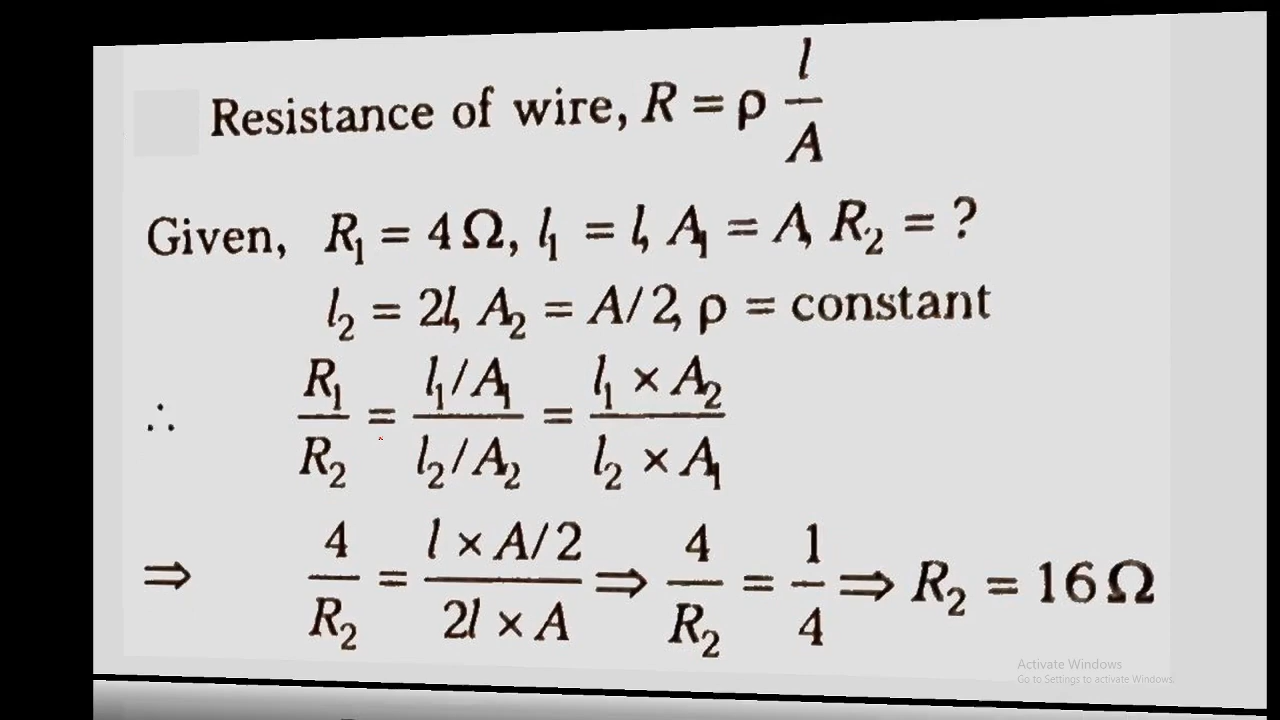 Resistance of wire, R = ρ l/A
Given, R₁ = 4 Ω, l₁ = l, A₁ = A, R₂ = ?
l₂ = 2l, A₂ = A/2, ρ = constant
∴ R₁/R₂ = (l₁/A₁)/(l₂/A₂) = (l₁ × A₂)/(l₂ × A₁)
⇒ 4/R₂ = (l × A/2)/(2l × A) ⇒ 4/R₂ = 1/4 ⇒ R₂ = 16 Ω
Activate Windows
Go to Settings to activate Windows.